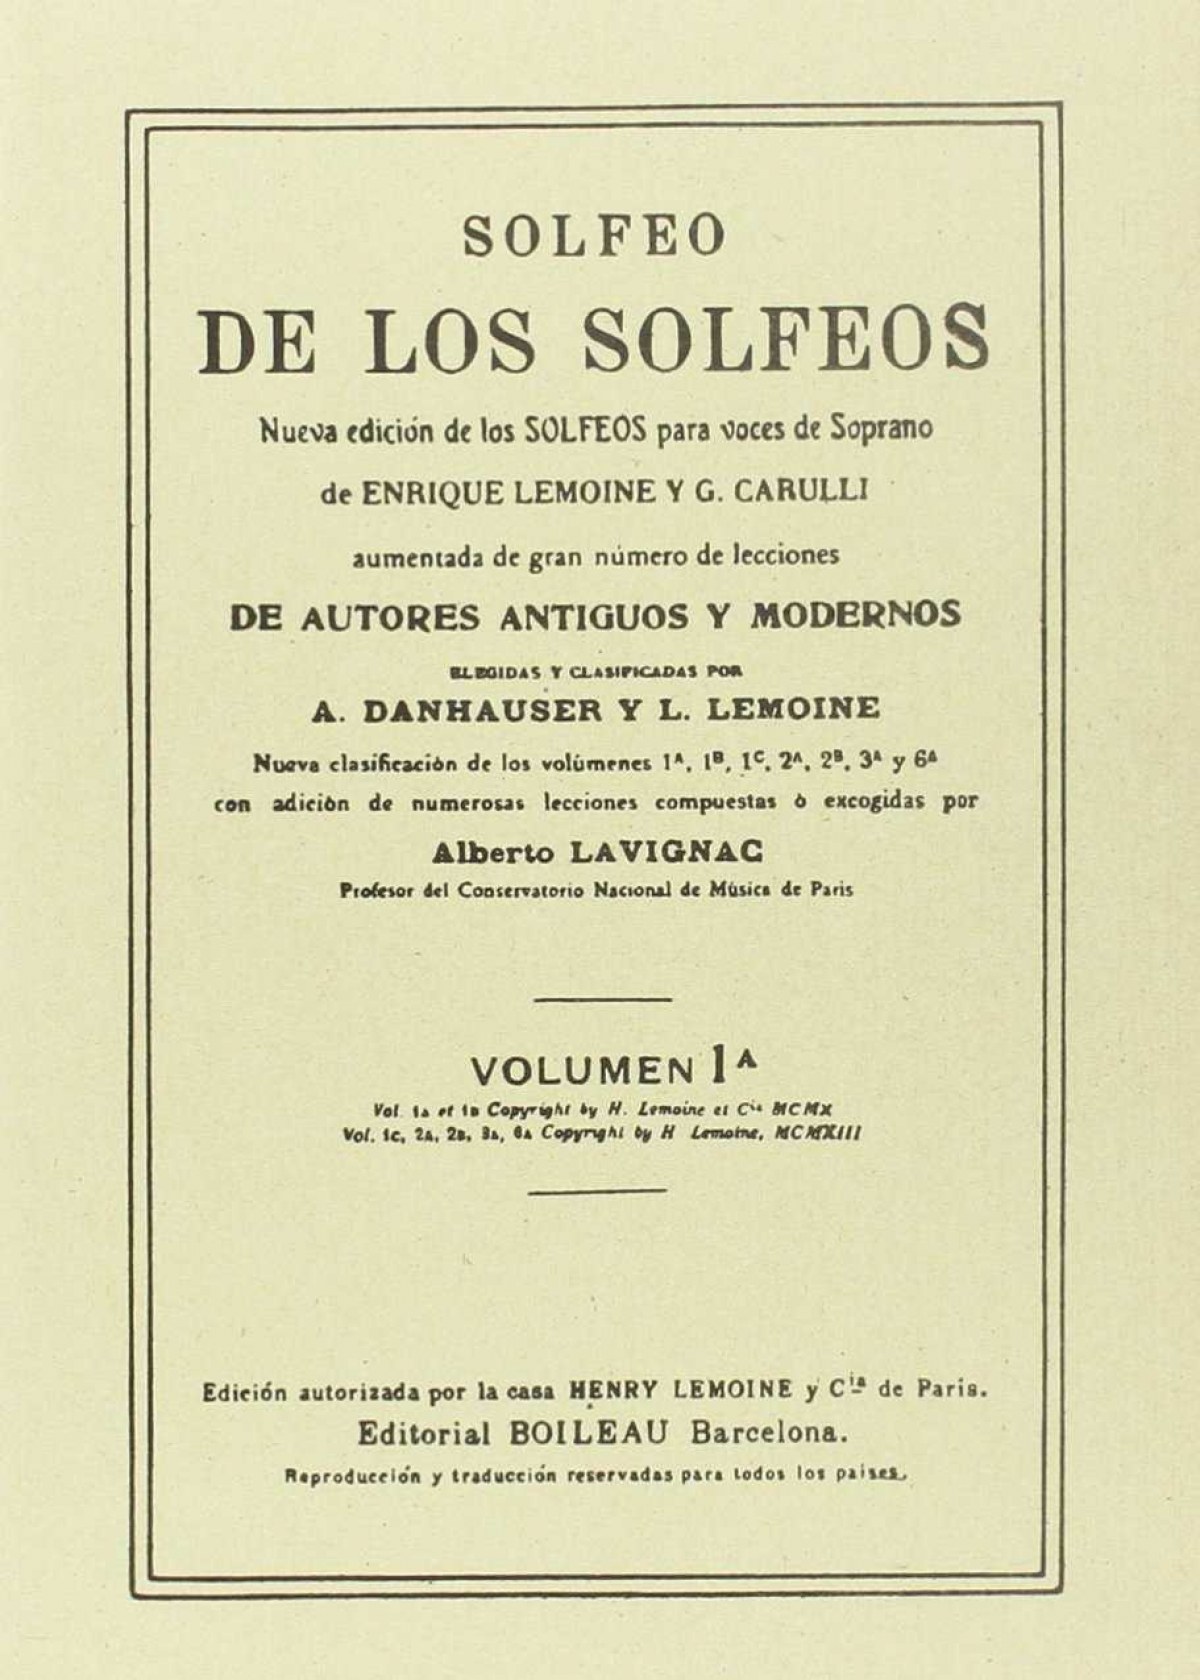 SOLFEO
DE LOS SOLFEOS
Nueva edición de los SOLFEOS para voces de Soprano
de ENRIQUE LEMOINE Y G. CARULLI
aumentada de gran número de lecciones
DE AUTORES ANTIGUOS Y MODERNOS
ELEGIDAS Y CLASIFICADAS POR
A. DANHAUSER Y L. LEMOINE
Nueva clasificación de los volúmenes 1ᴬ, 1ᴮ, 1ᶜ, 2ᴬ, 2ᴮ, 3ᴬ y 6ᴬ
con adición de numerosas lecciones compuestas ò excogidas por
Alberto LAVIGNAC
Profesor del Conservatorio Nacional de Música de Paris
VOLUMEN 1ᴬ
Vol. 1A et 1B Copyright by H. Lemoine et Cie MCMX
Vol. 1c, 2A, 2B, 3A, 6A Copyright by H Lemoine, MCMXIII
Edición autorizada por la casa HENRY LEMOINE y Cia de Paris.
Editorial BOILEAU Barcelona.
Reproducción y traducción reservadas para todos los paises.